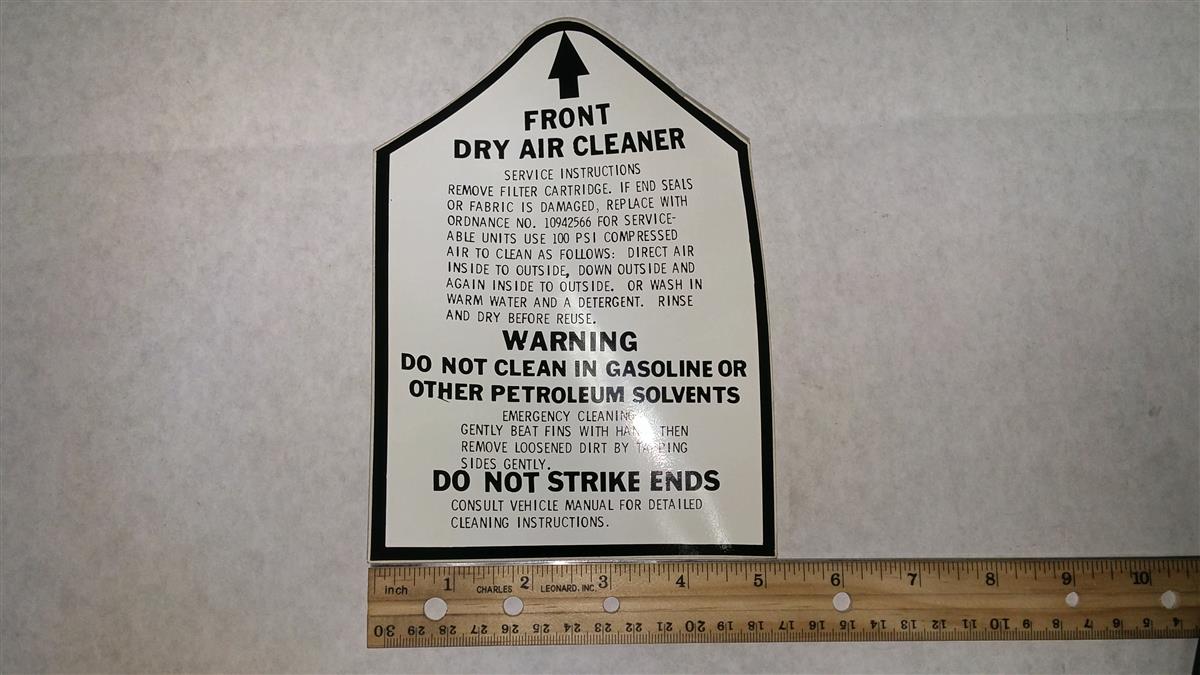 FRONT
DRY AIR CLEANER
SERVICE INSTRUCTIONS
REMOVE FILTER CARTRIDGE. IF END SEALS
OR FABRIC IS DAMAGED, REPLACE WITH
ORDNANCE NO. 10942566 FOR SERVICE-
ABLE UNITS USE 100 PSI COMPRESSED
AIR TO CLEAN AS FOLLOWS: DIRECT AIR
INSIDE TO OUTSIDE, DOWN OUTSIDE AND
AGAIN INSIDE TO OUTSIDE. OR WASH IN
WARM WATER AND A DETERGENT. RINSE
AND DRY BEFORE REUSE.
WARNING
DO NOT CLEAN IN GASOLINE OR
OTHER PETROLEUM SOLVENTS
EMERGENCY CLEANING
GENTLY BEAT FINS WITH THEN
REMOVE LOOSENED DIRT BY
SIDES GENTLY.
DO NOT STRIKE ENDS
CONSULT VEHICLE MANUAL FOR DETAILED
CLEANING INSTRUCTIONS.
inch 1 CHARLES 2 LEONARD, INC. 3 4 5 6 7 8 9 10
30 29 28 27 26 25 24 23 22 21 20 19 18 17 16 15 14 13 12 11 10 9 8 7 6 5 4